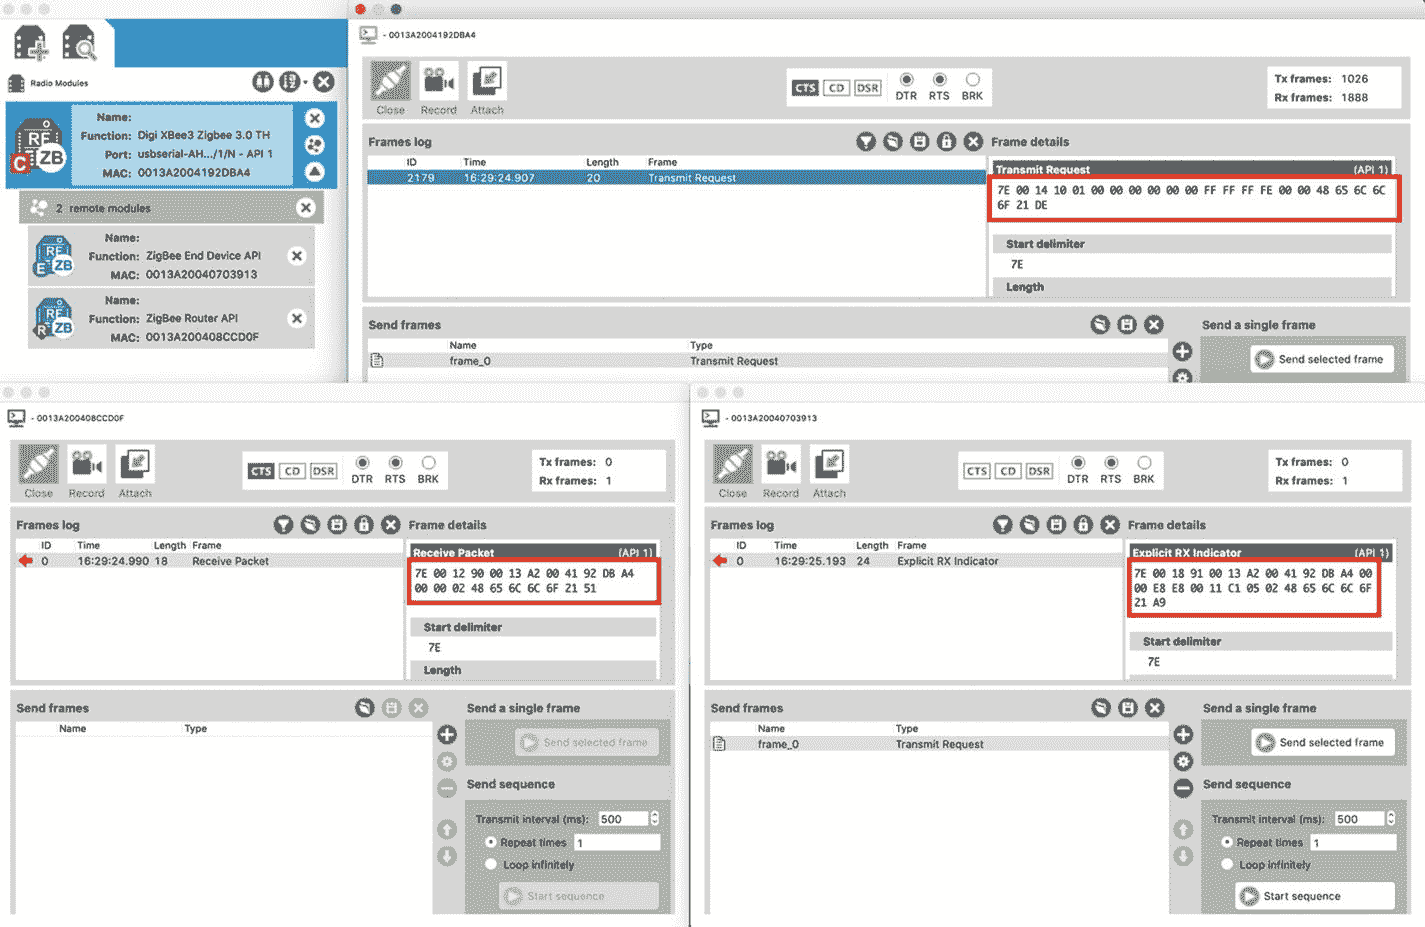 - 0013A2004192DBA4
Radio Modules
Name:
Function: Digi XBee3 Zigbee 3.0 TH
Port: usbserial-AH.../1/N - API 1
MAC: 0013A2004192DBA4
RF
C
ZB
2 remote modules
Name:
Function: ZigBee End Device API
MAC: 0013A20040703913
RF
E
ZB
Name:
Function: ZigBee Router API
MAC: 0013A200408CCD0F
RF
R
ZB
Close Record Attach
CTS CD DSR DTR RTS BRK
Tx frames: 1026
Rx frames: 1888
Frames log
ID Time Length Frame
2179 16:29:24.907 20 Transmit Request
Frame details
Transmit Request (API 1)
7E 00 14 10 01 00 00 00 00 00 00 FF FF FF FE 00 00 48 65 6C 6C
6F 21 DE
Start delimiter
7E
Length
Send frames
Name Type
frame_0 Transmit Request
Send a single frame
Send selected frame
- 0013A200408CCD0F
Close Record Attach
CTS CD DSR DTR RTS BRK
Tx frames: 0
Rx frames: 1
Frames log
ID Time Length Frame
0 16:29:24.990 18 Receive Packet
Frame details
Receive Packet (API 1)
7E 00 12 90 00 13 A2 00 41 92 DB A4
00 00 02 48 65 6C 6C 6F 21 51
Start delimiter
7E
Length
Send frames
Name Type
Send a single frame
Send selected frame
Send sequence
Transmit interval (ms): 500
Repeat times 1
Loop infinitely
Start sequence
- 0013A20040703913
Close Record Attach
CTS CD DSR DTR RTS BRK
Tx frames: 0
Rx frames: 1
Frames log
ID Time Length Frame
0 16:29:25.193 24 Explicit RX Indicator
Frame details
Explicit RX Indicator (API 1)
7E 00 18 91 00 13 A2 00 41 92 DB A4 00
00 E8 E8 00 11 C1 05 02 48 65 6C 6C 6F
21 A9
Start delimiter
7E
Send frames
Name Type
frame_0 Transmit Request
Send a single frame
Send selected frame
Send sequence
Transmit interval (ms): 500
Repeat times 1
Loop infinitely
Start sequence